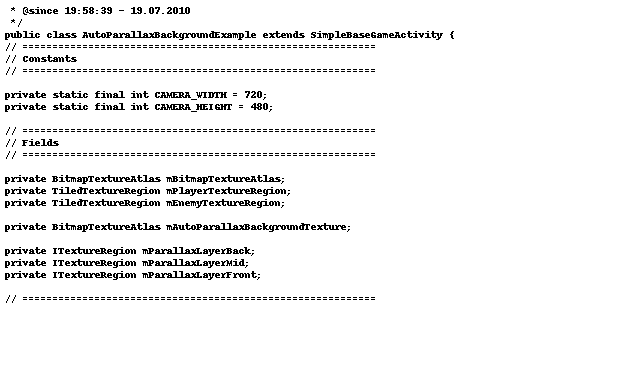 * @since 19:58:39 - 19.07.2010
*/
public class AutoParallaxBackgroundExample extends SimpleBaseGameActivity {
// ===========================================================
// Constants
// ===========================================================
private static final int CAMERA_WIDTH = 720;
private static final int CAMERA_HEIGHT = 480;
// ===========================================================
// Fields
// ===========================================================
private BitmapTextureAtlas mBitmapTextureAtlas;
private TiledTextureRegion mPlayerTextureRegion;
private TiledTextureRegion mEnemyTextureRegion;
private BitmapTextureAtlas mAutoParallaxBackgroundTexture;
private ITextureRegion mParallaxLayerBack;
private ITextureRegion mParallaxLayerMid;
private ITextureRegion mParallaxLayerFront;
// ===========================================================